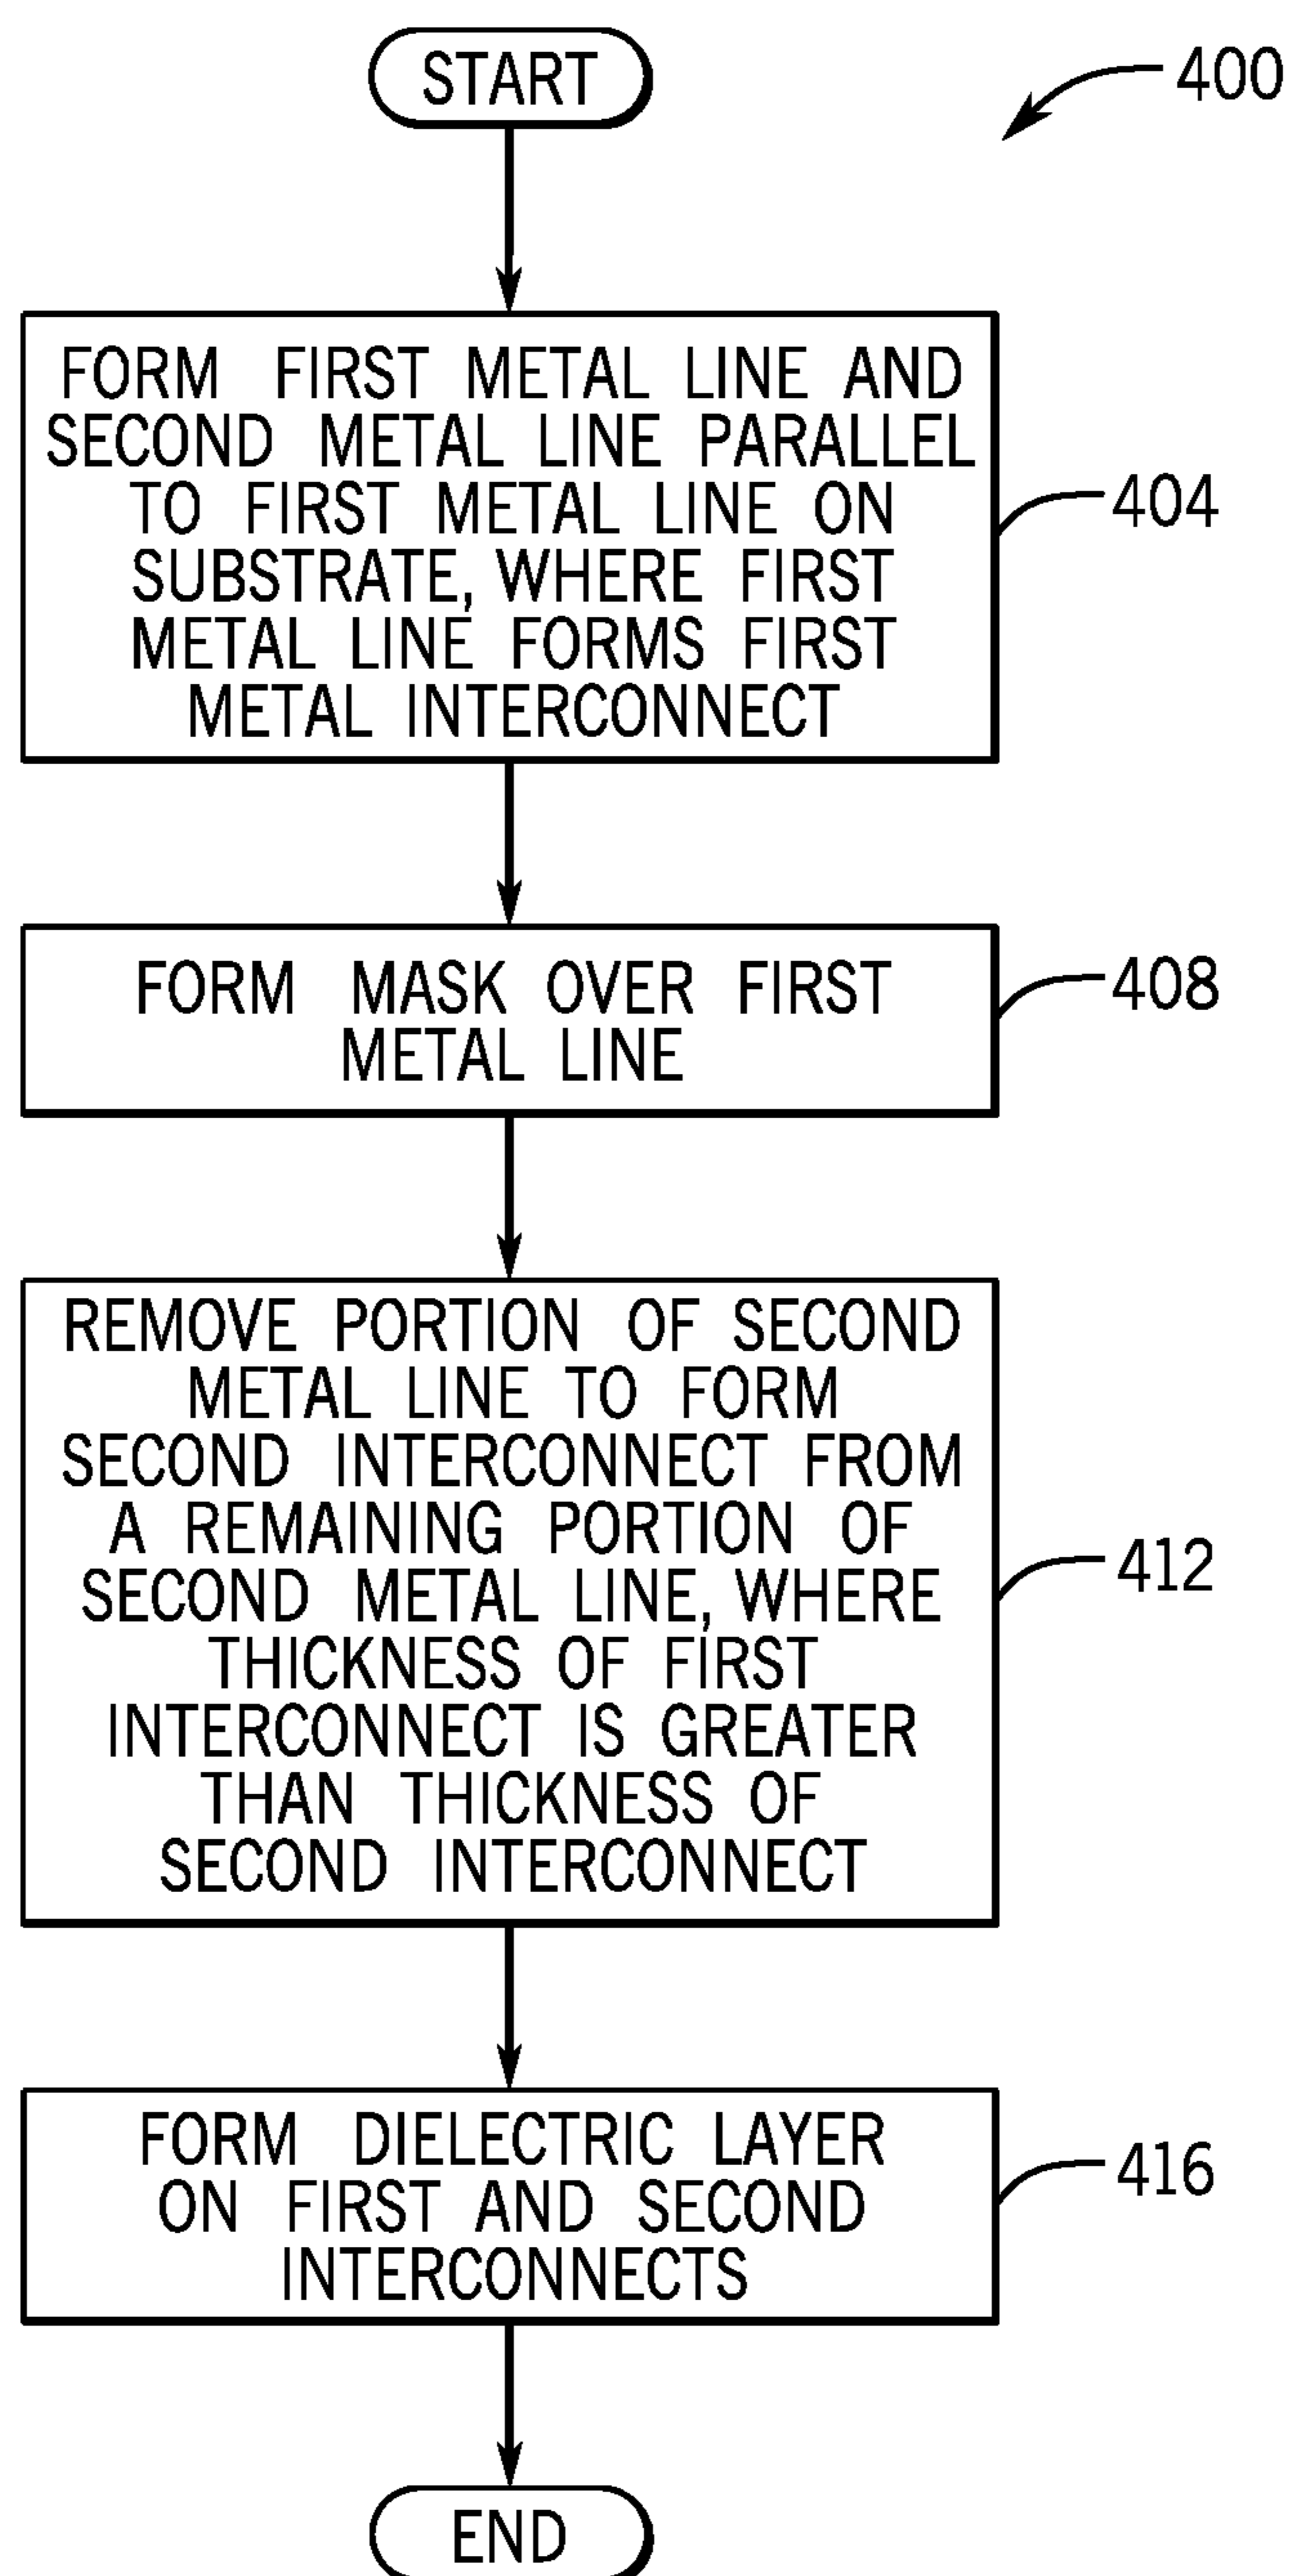 START
400
FORM FIRST METAL LINE AND
SECOND METAL LINE PARALLEL
TO FIRST METAL LINE ON
SUBSTRATE, WHERE FIRST
METAL LINE FORMS FIRST
METAL INTERCONNECT
404
FORM MASK OVER FIRST
METAL LINE
408
REMOVE PORTION OF SECOND
METAL LINE TO FORM
SECOND INTERCONNECT FROM
A REMAINING PORTION OF
SECOND METAL LINE, WHERE
THICKNESS OF FIRST
INTERCONNECT IS GREATER
THAN THICKNESS OF
SECOND INTERCONNECT
412
FORM DIELECTRIC LAYER
ON FIRST AND SECOND
INTERCONNECTS
416
END